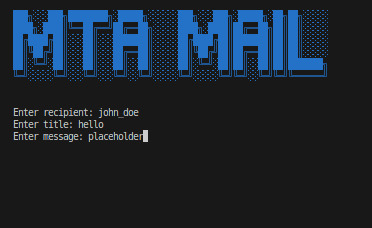 MTA MAIL
Enter recipient: john_doe
Enter title: hello
Enter message: placeholder